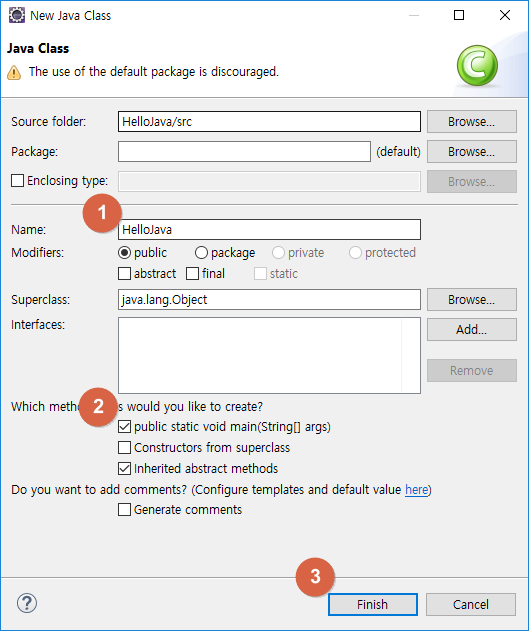 New Java Class
Java Class
The use of the default package is discouraged.
Source folder: HelloJava/src Browse...
Package: (default) Browse...
Enclosing type: Browse...
1
Name: HelloJava
Modifiers: public package private protected
abstract final static
Superclass: java.lang.Object Browse...
Interfaces: Add...
Remove
Which meth 2 s would you like to create?
public static void main(String[] args)
Constructors from superclass
Inherited abstract methods
Do you want to add comments? (Configure templates and default value here)
Generate comments
3
? Finish Cancel